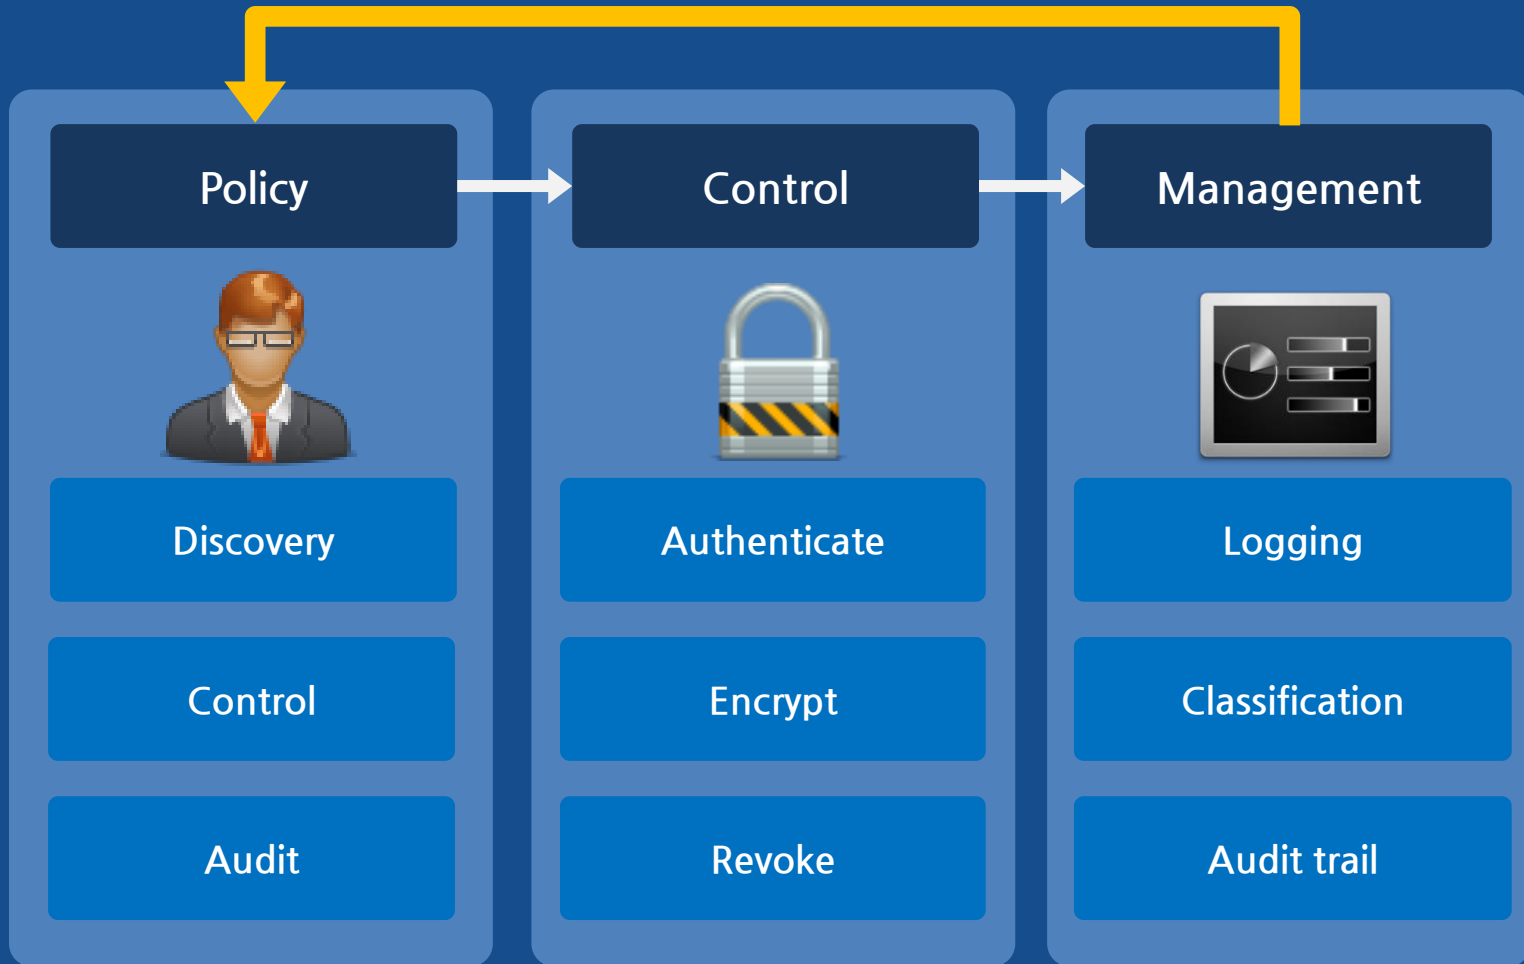 Policy
Control
Management
Discovery
Authenticate
Logging
Control
Encrypt
Classification
Audit
Revoke
Audit trail